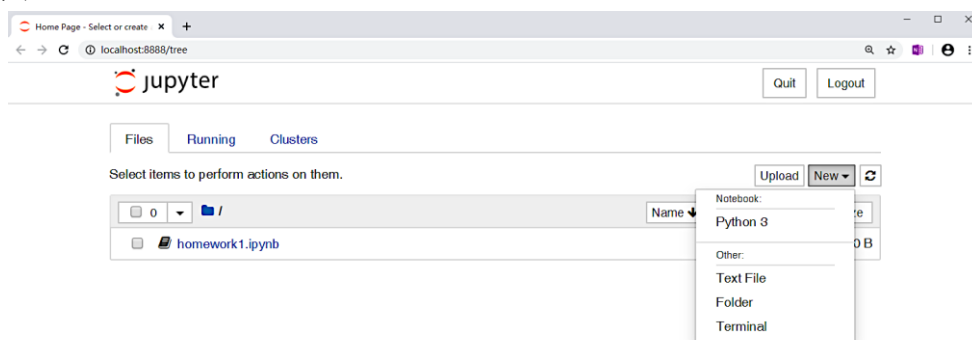 Home Page - Select or create
localhost:8888/tree
jupyter
Quit Logout
Files Running Clusters
Select items to perform actions on them.
Upload New
0 /
Name
homework1.ipynb
0 B
Notebook:
Python 3
Other:
Text File
Folder
Terminal